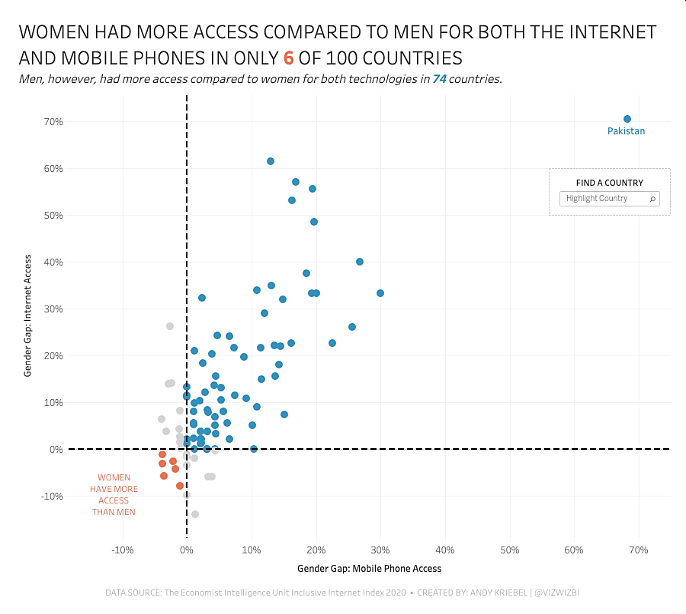 WOMEN HAD MORE ACCESS COMPARED TO MEN FOR BOTH THE INTERNET
AND MOBILE PHONES IN ONLY 6 OF 100 COUNTRIES
Men, however, had more access compared to women for both technologies in 74 countries.
70%
Pakistan
60%
FIND A COUNTRY
Highlight Country
50%
40%
Gender Gap: Internet Access
30%
20%
10%
0%
WOMEN
HAVE MORE
ACCESS
THAN MEN
-10%
-10% 0% 10% 20% 30% 40% 50% 60% 70%
Gender Gap: Mobile Phone Access
DATA SOURCE: The Economist Intelligence Unit Inclusive Internet Index 2020 • CREATED BY: ANDY KRIEBEL | @VIZWIZBI